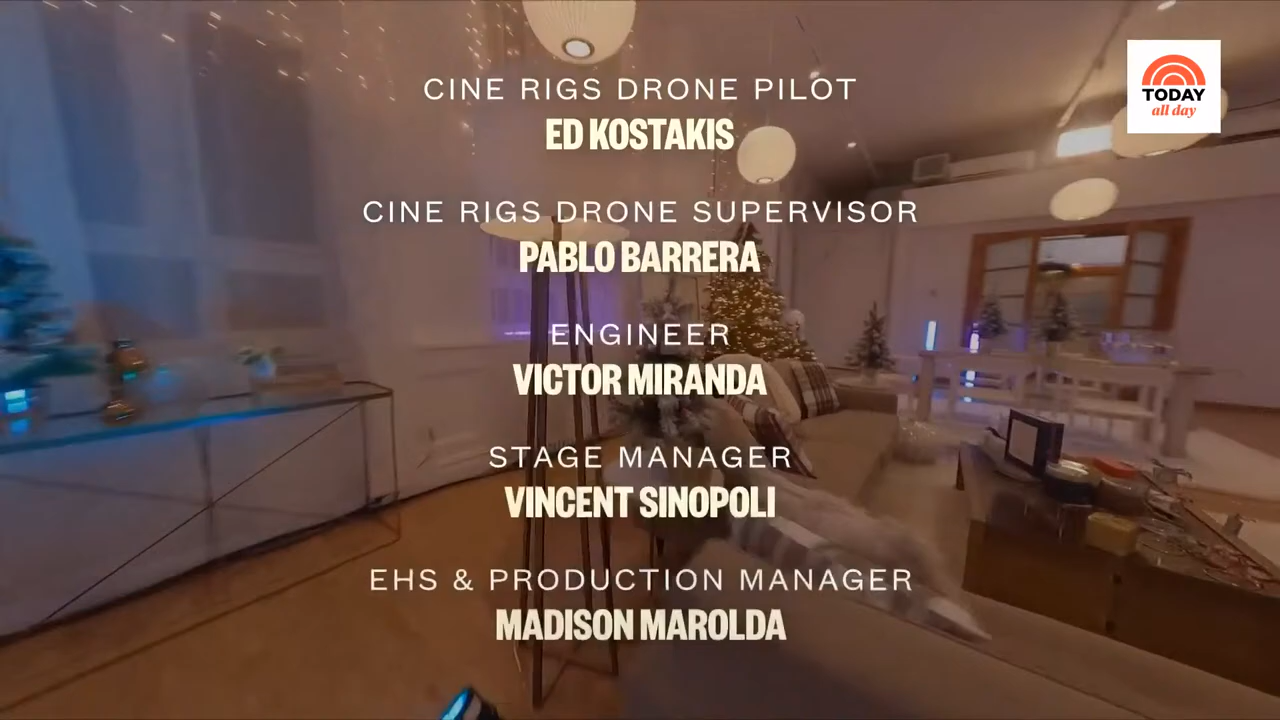 CINE RIGS DRONE PILOT
ED KOSTAKIS
CINE RIGS DRONE SUPERVISOR
PABLO BARRERA
ENGINEER
VICTOR MIRANDA
STAGE MANAGER
VINCENT SINOPOLI
EHS & PRODUCTION MANAGER
MADISON MAROLDA
TODAY
all day